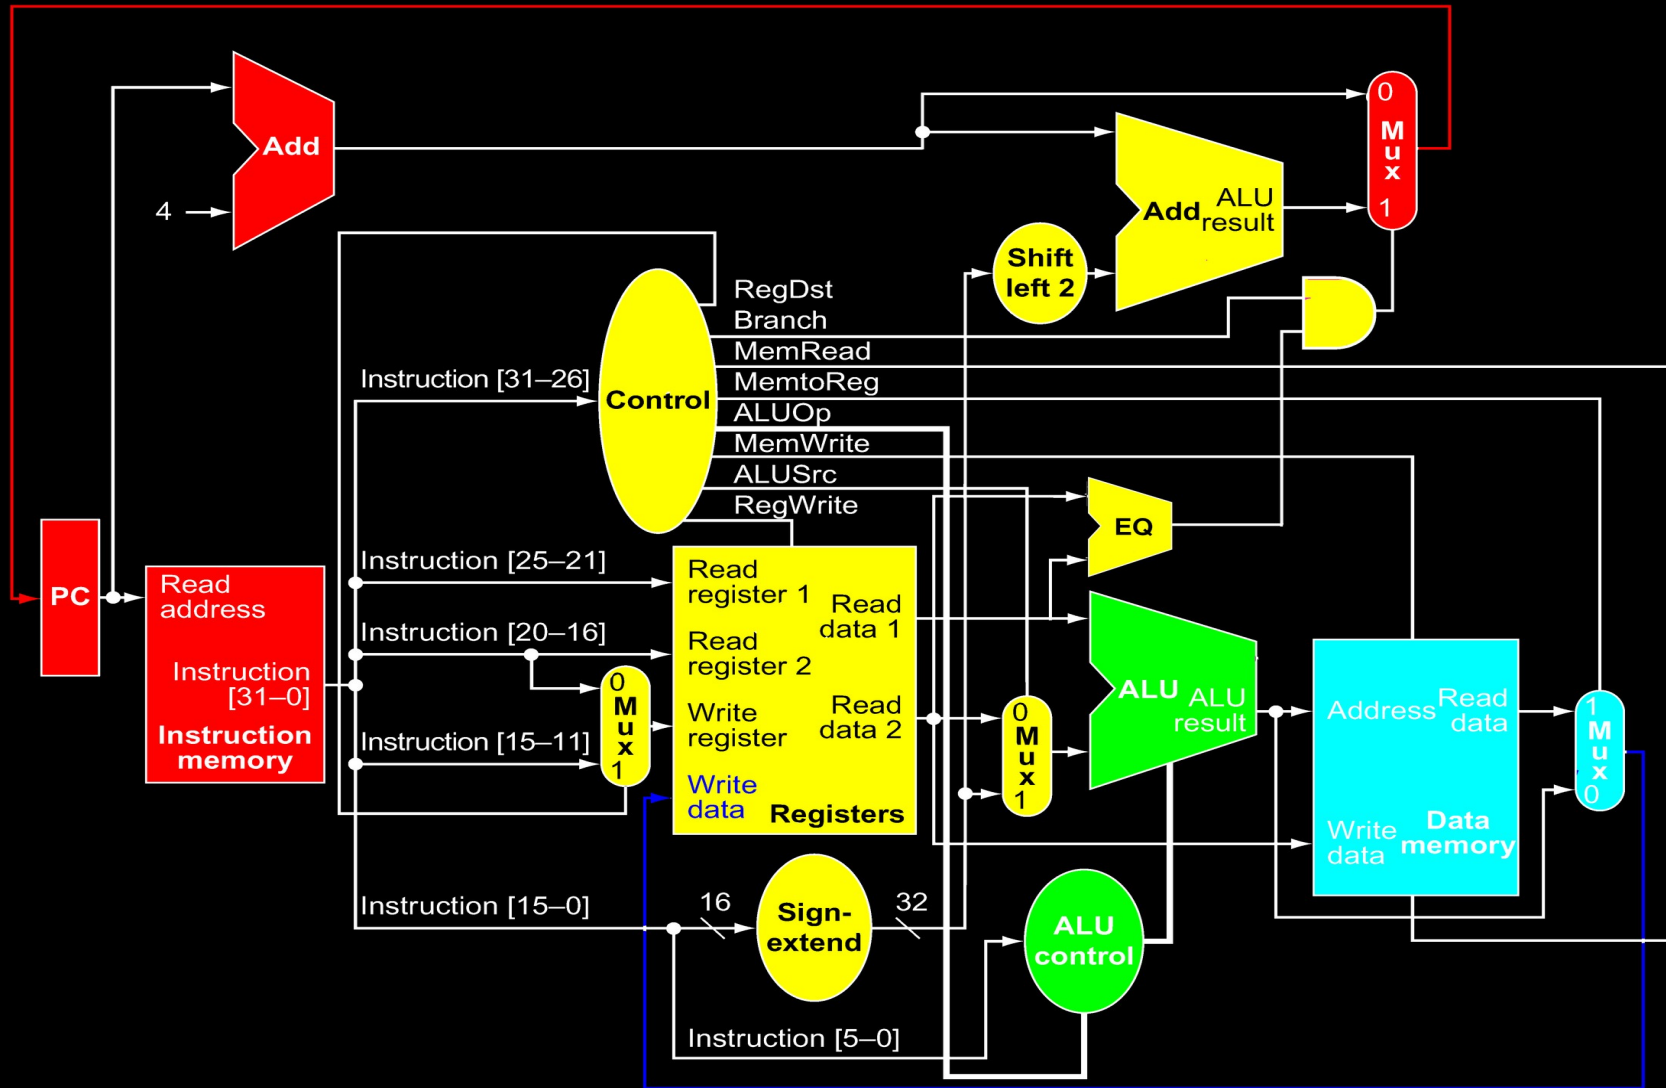 0
Mux
1
Add
4
Add
ALU
result
Shift
left 2
RegDst
Branch
MemRead
MemtoReg
ALUOp
MemWrite
ALUSrc
RegWrite
Control
Instruction [31–26]
EQ
PC
Read
address
Instruction
[31–0]
Instruction
memory
Instruction [25–21]
Instruction [20–16]
Instruction [15–11]
0
Mux
1
Read
register 1
Read
register 2
Write
register
Write
data
Read
data 1
Read
data 2
Registers
0
Mux
1
ALU
ALU
result
Address
Read
data
Write
data
Data
memory
1
Mux
0
Instruction [15–0]
16
Sign-
extend
32
ALU
control
Instruction [5–0]